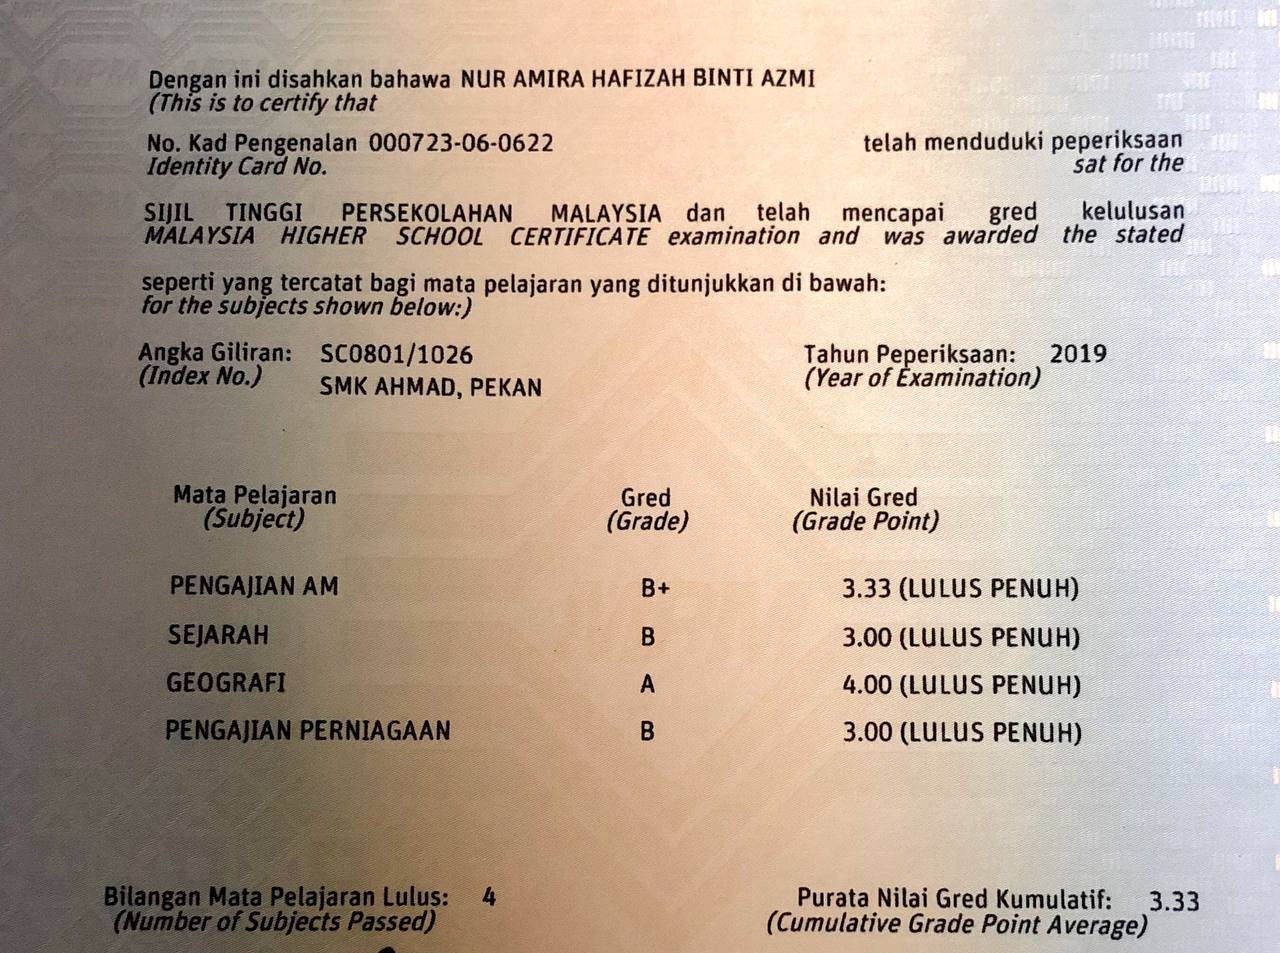 Dengan ini disahkan bahawa NUR AMIRA HAFIZAH BINTI AZMI
(This is to certify that
No. Kad Pengenalan 000723-06-0622 telah menduduki peperiksaan
Identity Card No. sat for the
SIJIL TINGGI PERSEKOLAHAN MALAYSIA dan telah mencapai gred kelulusan
MALAYSIA HIGHER SCHOOL CERTIFICATE examination and was awarded the stated
seperti yang tercatat bagi mata pelajaran yang ditunjukkan di bawah:
for the subjects shown below:)
Angka Giliran: SC0801/1026 Tahun Peperiksaan: 2019
(Index No.) SMK AHMAD, PEKAN (Year of Examination)
Mata Pelajaran Gred Nilai Gred
(Subject) (Grade) (Grade Point)
PENGAJIAN AM B+ 3.33 (LULUS PENUH)
SEJARAH B 3.00 (LULUS PENUH)
GEOGRAFI A 4.00 (LULUS PENUH)
PENGAJIAN PERNIAGAAN B 3.00 (LULUS PENUH)
Bilangan Mata Pelajaran Lulus: 4 Purata Nilai Gred Kumulatif: 3.33
(Number of Subjects Passed) (Cumulative Grade Point Average)